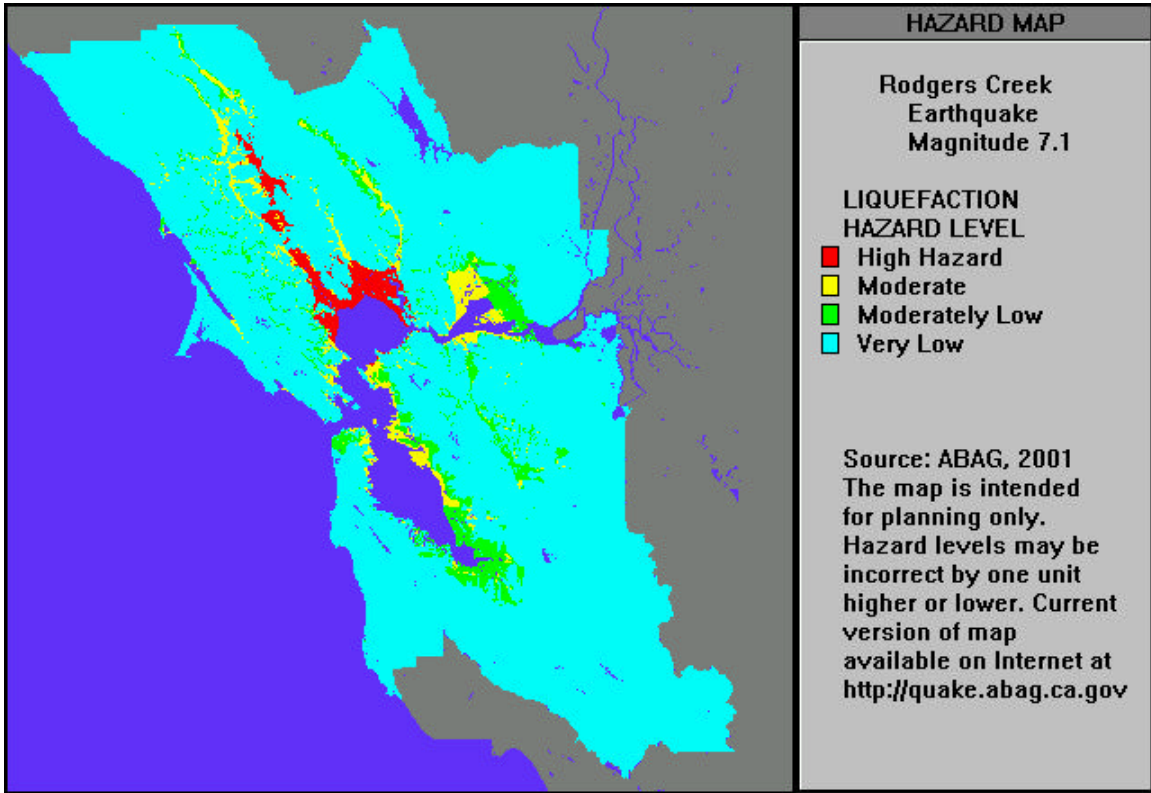 HAZARD MAP
Rodgers Creek
Earthquake
Magnitude 7.1
LIQUEFACTION
HAZARD LEVEL
High Hazard
Moderate
Moderately Low
Very Low
Source: ABAG, 2001
The map is intended
for planning only.
Hazard levels may be
incorrect by one unit
higher or lower. Current
version of map
available on Internet at
http://quake.abag.ca.gov